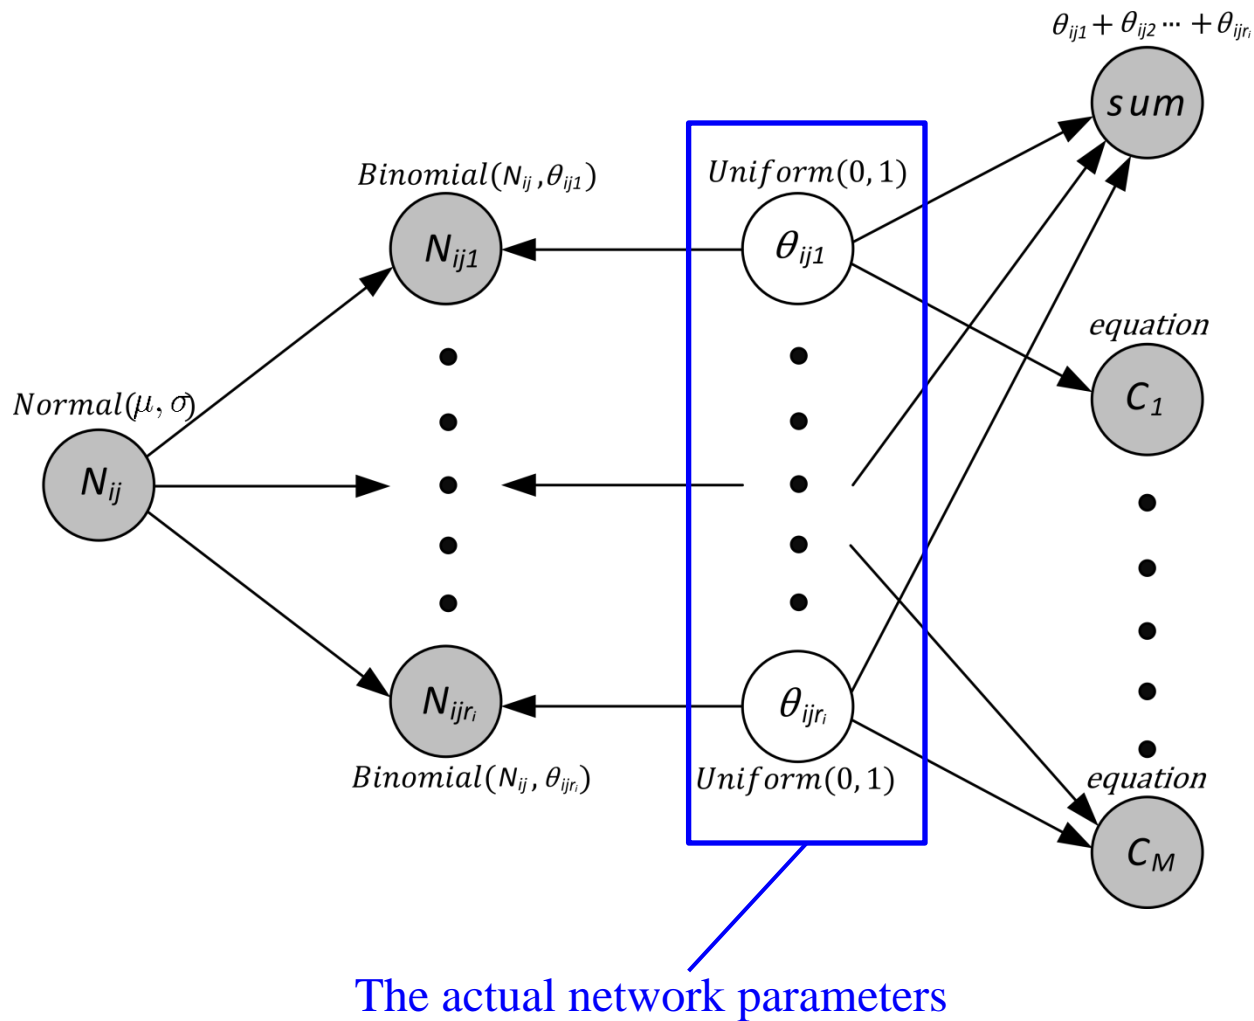 θij1 + θij2 ··· + θijri
sum
Binomial(Nij, θij1)
Uniform(0, 1)
Nij1
θij1
equation
C1
Normal(μ, σ)
Nij
Nijri
θijri
Binomial(Nij, θijri)
Uniform(0, 1)
equation
CM
The actual network parameters